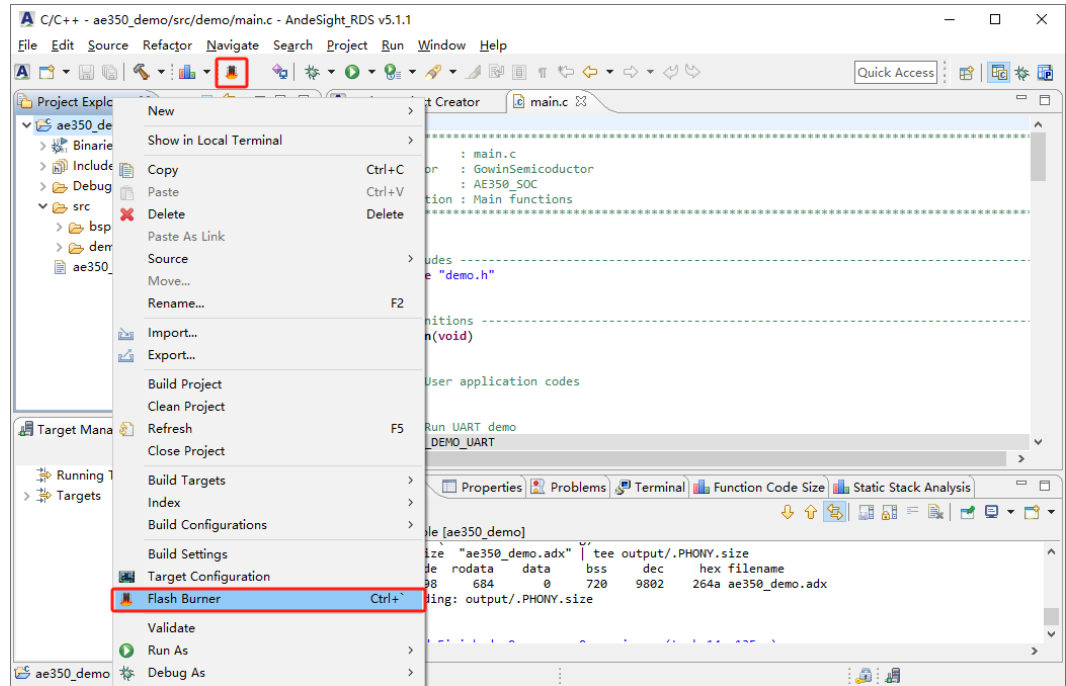 C/C++ - ae350_demo/src/demo/main.c - AndeSight_RDS v5.1.1
File Edit Source Refactor Navigate Search Project Run Window Help
Quick Access
Project Explo
t Creator
main.c
ae350_de
Binarie
Include
Debug
src
bsp
dem
ae350_
New
Show in Local Terminal
Copy Ctrl+C
Paste Ctrl+V
Delete Delete
Paste As Link
Source
Move...
Rename... F2
Import...
Export...
Build Project
Clean Project
Refresh F5
Close Project
Build Targets
Index
Build Configurations
Build Settings
Target Configuration
Flash Burner Ctrl+`
Validate
Run As
Debug As
: main.c
or : GowinSemicoductor
: AE350_SOC
tion : Main functions
udes
e "demo.h"
nitions
n(void)
User application codes
Run UART demo
_DEMO_UART
Target Mana
Running T
Targets
Properties Problems Terminal Function Code Size Static Stack Analysis
ole [ae350_demo]
ize "ae350_demo.adx" | tee output/.PHONY.size
de rodata data bss dec hex filename
98 684 0 720 9802 264a ae350_demo.adx
ding: output/.PHONY.size
ae350_demo